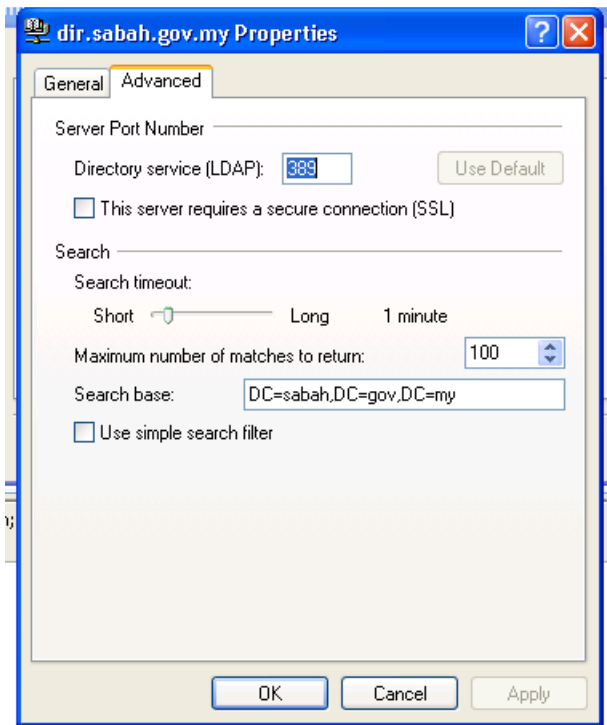 dir.sabah.gov.my Properties
General
Advanced
Server Port Number
Directory service (LDAP): 389 Use Default
This server requires a secure connection (SSL)
Search
Search timeout:
Short Long 1 minute
Maximum number of matches to return: 100
Search base: DC=sabah,DC=gov,DC=my
Use simple search filter
OK Cancel Apply